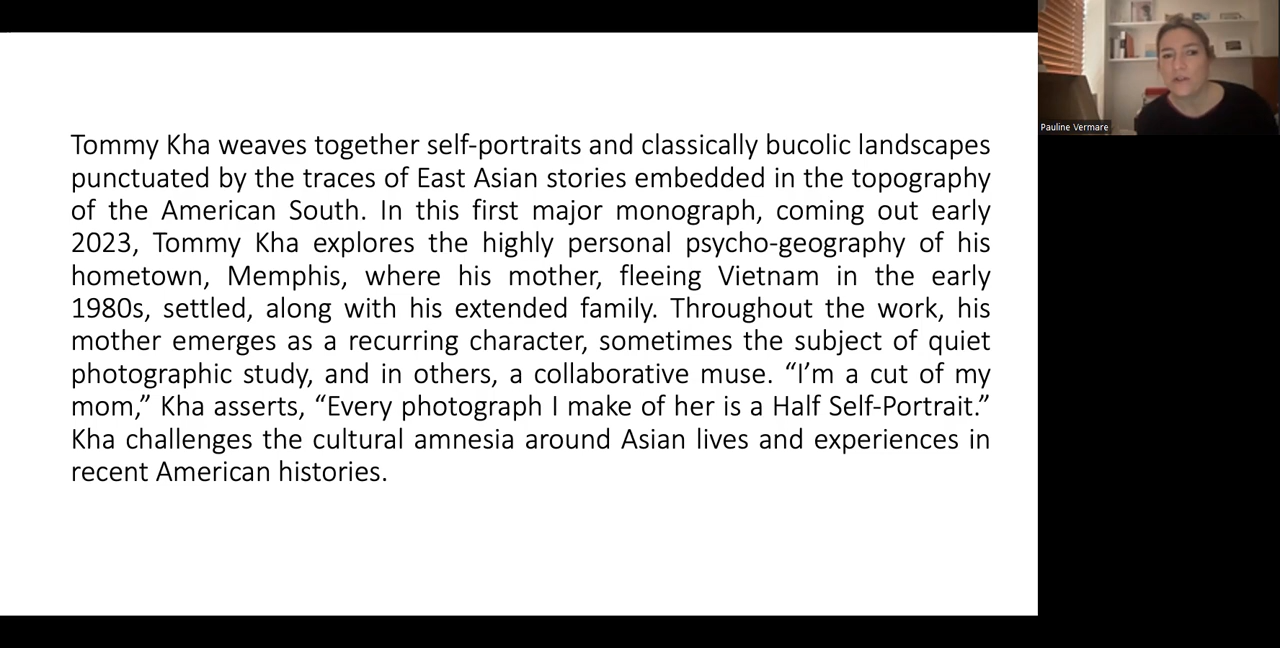 Tommy Kha weaves together self-portraits and classically bucolic landscapes
punctuated by the traces of East Asian stories embedded in the topography
of the American South. In this first major monograph, coming out early
2023, Tommy Kha explores the highly personal psycho-geography of his
hometown, Memphis, where his mother, fleeing Vietnam in the early
1980s, settled, along with his extended family. Throughout the work, his
mother emerges as a recurring character, sometimes the subject of quiet
photographic study, and in others, a collaborative muse. “I’m a cut of my
mom,” Kha asserts, “Every photograph I make of her is a Half Self-Portrait.”
Kha challenges the cultural amnesia around Asian lives and experiences in
recent American histories.
Pauline Vermare